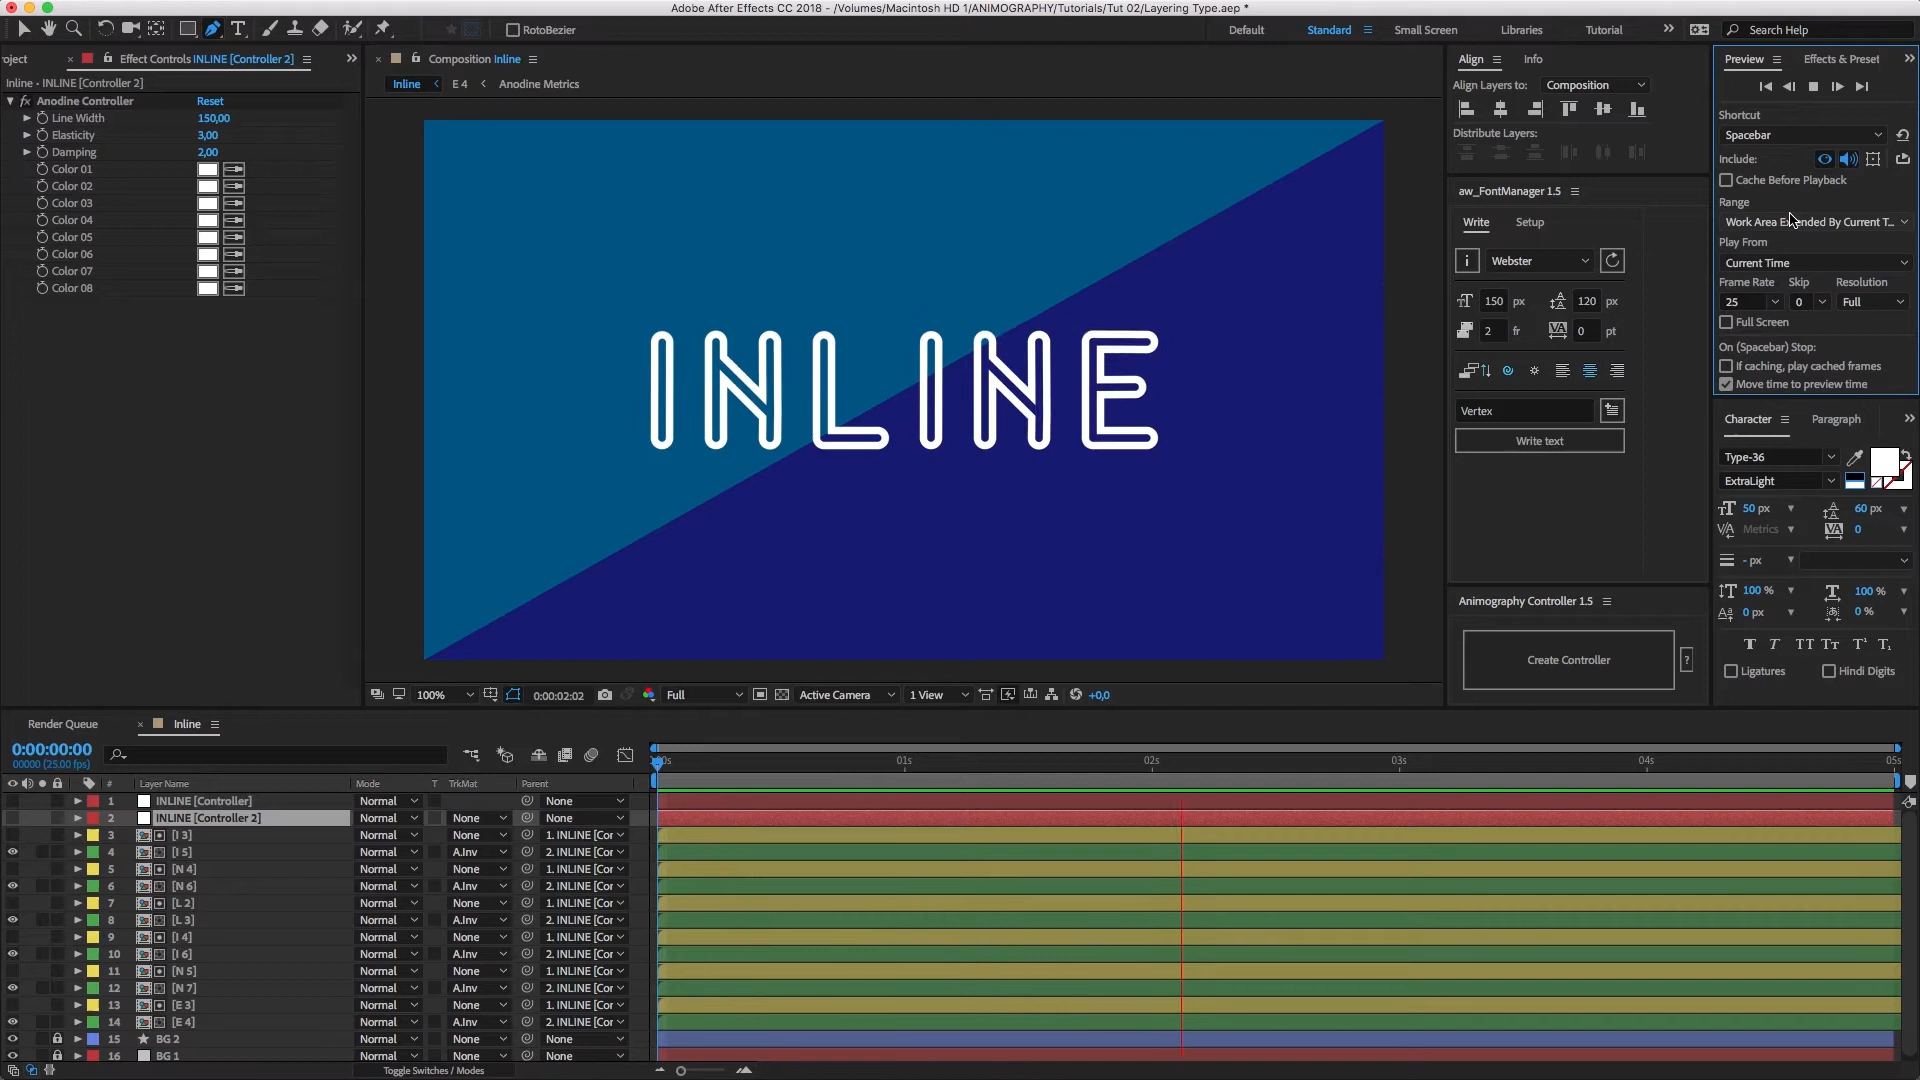 Adobe After Effects CC 2018 - /Volumes/Macintosh HD 1/ANIMOGRAPHY/Tutorials/Tut 02/Layering Type.aep *
RotoBezier
Default
Standard
Small Screen
Libraries
Tutorial
Search Help
roject
Effect Controls INLINE [Controller 2]
Inline • INLINE [Controller 2]
fx Anodine Controller Reset
Line Width 150,00
Elasticity 3,00
Damping 2,00
Color 01
Color 02
Color 03
Color 04
Color 05
Color 06
Color 07
Color 08
Composition Inline
Inline
E 4
Anodine Metrics
INLINE
100%
0:00:02:02
Full
Active Camera
1 View
+0,0
Align
Info
Align Layers to: Composition
Distribute Layers:
aw_FontManager 1.5
Write
Setup
i Webster
150 px 120 px
2 fr 0 pt
Vertex
Write text
Animography Controller 1.5
Create Controller
?
Preview
Effects & Preset
Shortcut
Spacebar
Include:
Cache Before Playback
Range
Work Area Extended By Current T...
Play From
Current Time
Frame Rate Skip Resolution
25 0 Full
Full Screen
On (Spacebar) Stop:
If caching, play cached frames
Move time to preview time
Character
Paragraph
Type-36
ExtraLight
50 px 60 px
Metrics 0
- px
100 % 100 %
0 px 0 %
Ligatures
Hindi Digits
Render Queue
Inline
0:00:00:00
00000 (25.00 fps)
# Layer Name Mode T TrkMat Parent
01s 02s 03s 04s 05s
1 INLINE [Controller] Normal None
2 INLINE [Controller 2] Normal None None
3 [I 3] Normal None 1. INLINE [Cor
4 [I 5] Normal A.Inv 2. INLINE [Cor
5 [N 4] Normal None 1. INLINE [Cor
6 [N 6] Normal A.Inv 2. INLINE [Cor
7 [L 2] Normal None 1. INLINE [Cor
8 [L 3] Normal A.Inv 2. INLINE [Cor
9 [I 4] Normal None 1. INLINE [Cor
10 [I 6] Normal A.Inv 2. INLINE [Cor
11 [N 5] Normal None 1. INLINE [Cor
12 [N 7] Normal A.Inv 2. INLINE [Cor
13 [E 3] Normal None 1. INLINE [Cor
14 [E 4] Normal A.Inv 2. INLINE [Cor
15 BG 2 Normal None None
16 BG 1 Normal None None
Toggle Switches / Modes